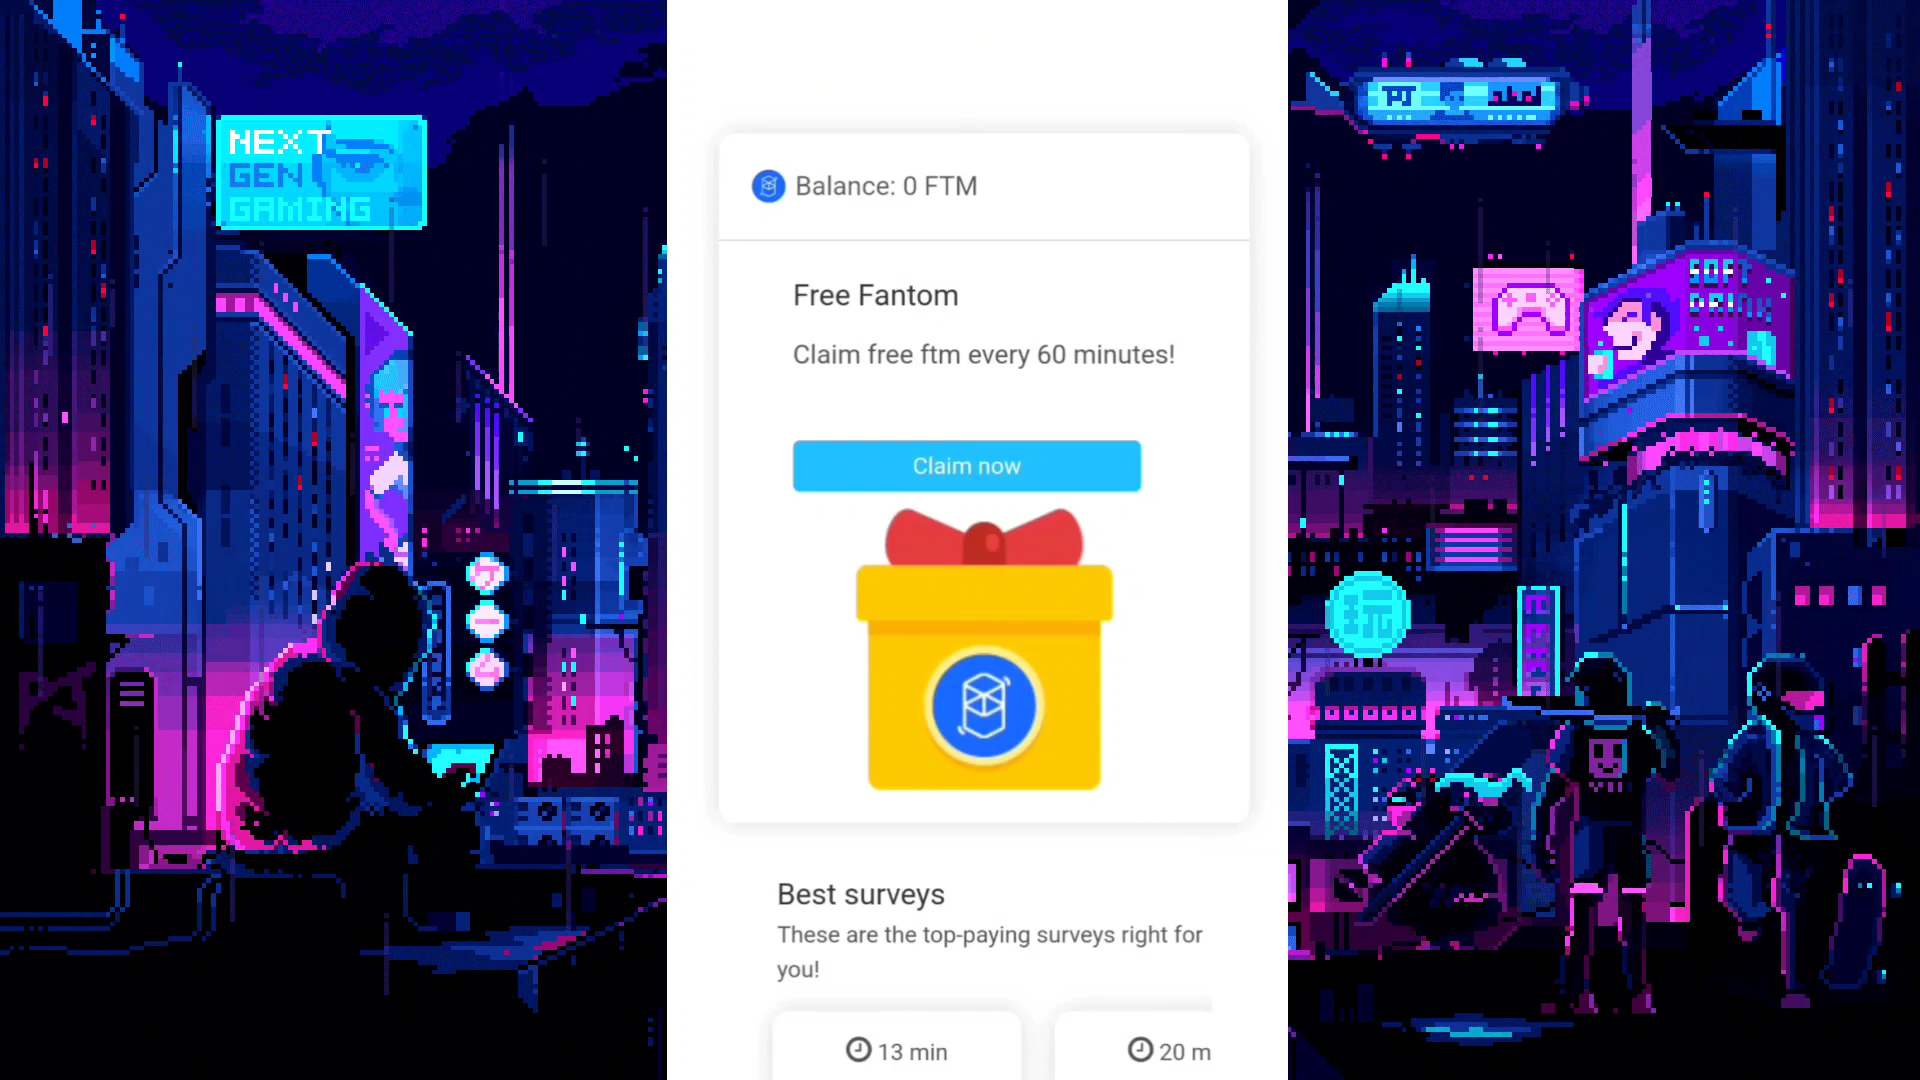 NEXT
GEN
GAMING
Balance: 0 FTM
Free Fantom
Claim free ftm every 60 minutes!
Claim now
Best surveys
These are the top-paying surveys right for
you!
13 min
20 m